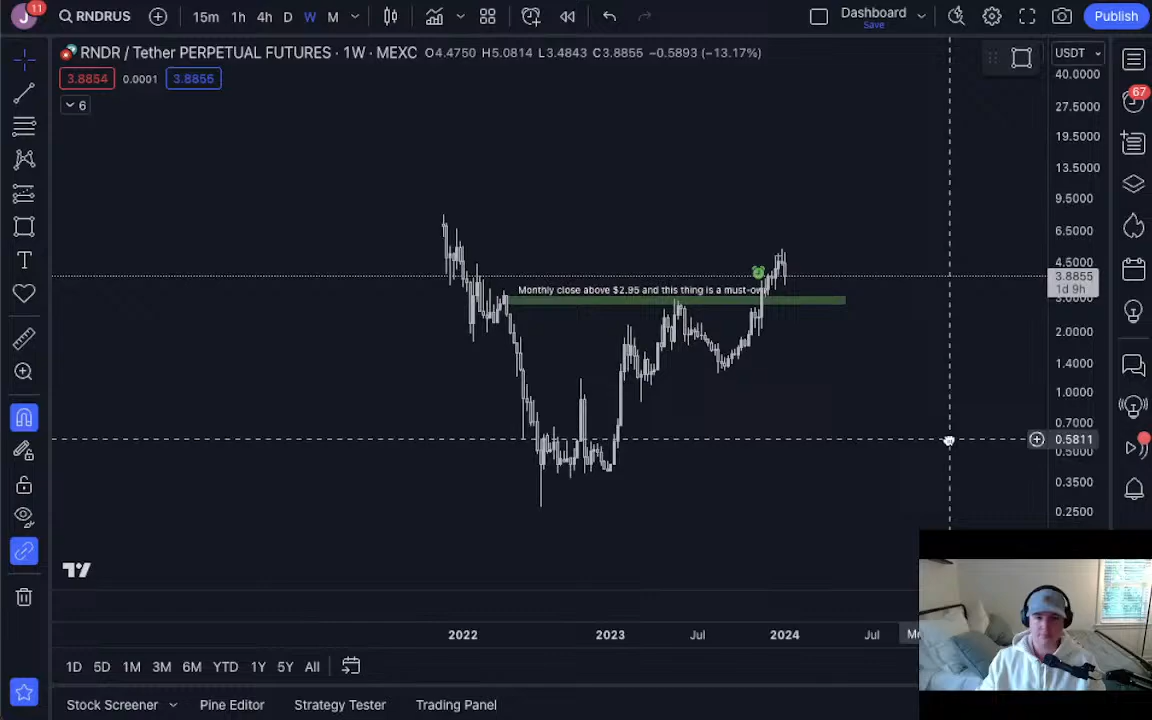 J 11 RNDRUS 15m 1h 4h D W M Dashboard Save Publish
RNDR / Tether PERPETUAL FUTURES · 1W · MEXC O4.4750 H5.0814 L3.4843 C3.8855 −0.5893 (−13.17%) USDT
3.8854 0.0001 3.8855
6
40.0000
27.5000
19.5000
13.5000
9.5000
6.5000
4.5000
3.8855
1d 9h
3.0000
2.0000
1.4000
1.0000
0.7000
0.5811
0.5000
0.3500
0.2500
67
Monthly close above $2.95 and this thing is a must-own
2022 2023 Jul 2024 Jul
1D 5D 1M 3M 6M YTD 1Y 5Y All
Stock Screener Pine Editor Strategy Tester Trading Panel